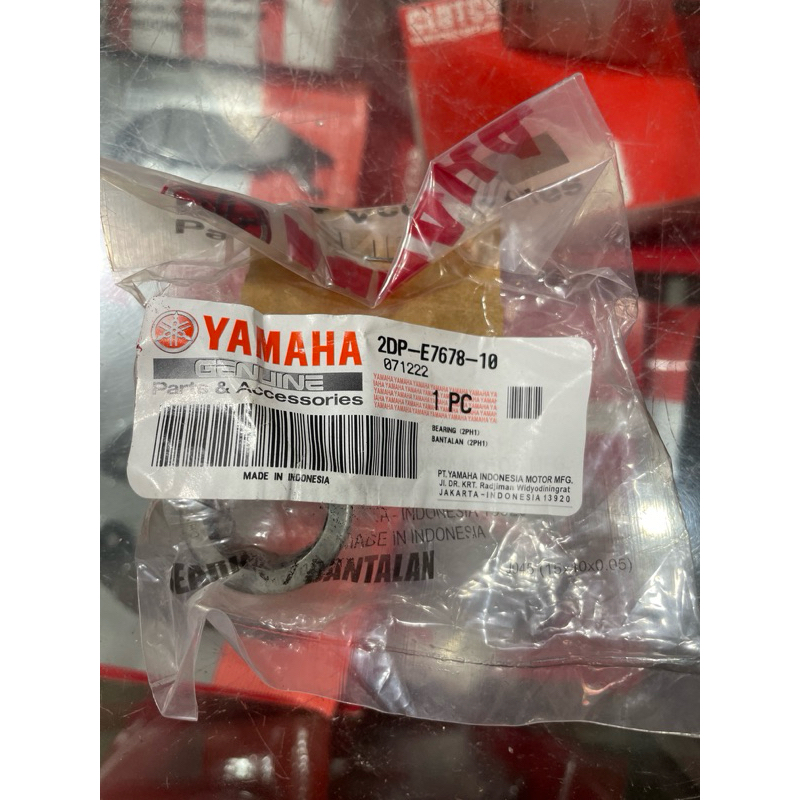 YAMAHA
GENUINE
Parts & Accessories
2DP-E7678-10
071222
1 PC
BEARING (2PH1)
BANTALAN (2PH1)
MADE IN INDONESIA
PT. YAMAHA INDONESIA MOTOR MFG.
JL. DR. KRT. Radjiman Widyodiningrat
JAKARTA-INDONESIA 13920
INDONESIA
MADE IN INDONESIA
BANTALAN